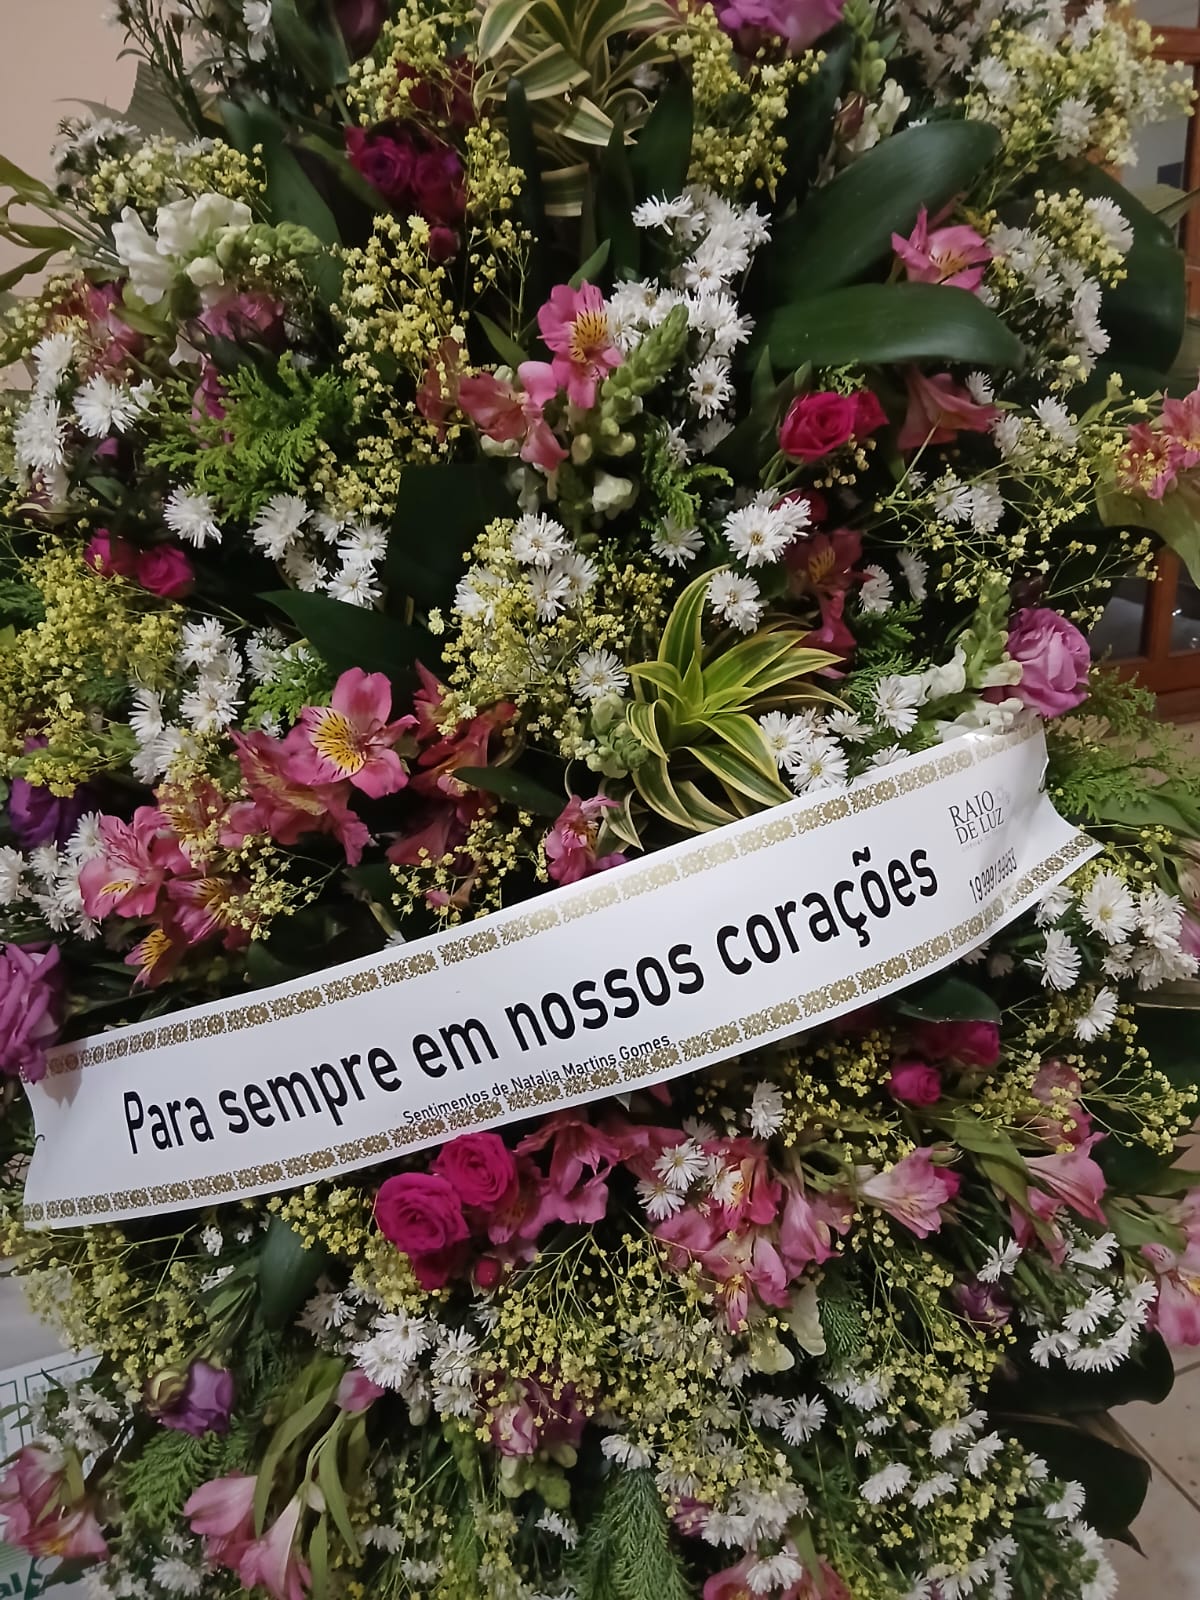 RAIO
DE LUZ
Para sempre em nossos corações
Sentimentos de Natalia Martins Gomes